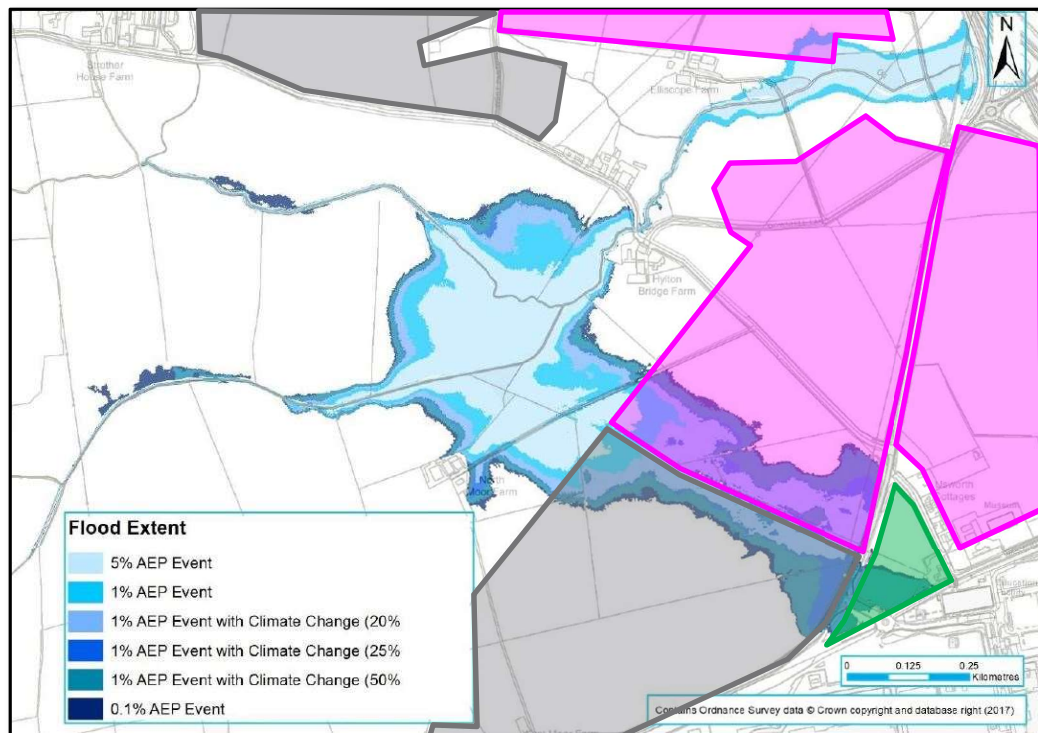 N
Strother
House Farm
Elliscope Farm
Hylton
Bridge Farm
North
Moor Farm
Cottages
Flood Extent
5% AEP Event
1% AEP Event
1% AEP Event with Climate Change (20%
1% AEP Event with Climate Change (25%
1% AEP Event with Climate Change (50%
0.1% AEP Event
0 0.125 0.25
Kilometres
Contains Ordnance Survey data © Crown copyright and database right (2017)